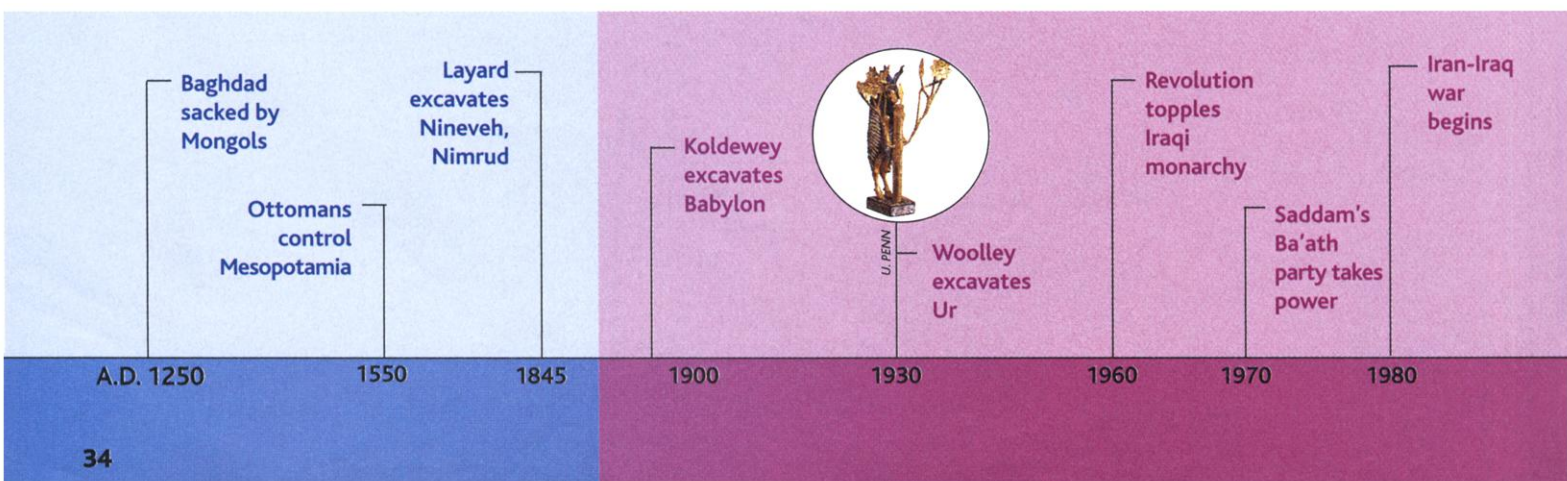 Baghdad
sacked by
Mongols
Ottomans
control
Mesopotamia
Layard
excavates
Nineveh,
Nimrud
Koldewey
excavates
Babylon
U. PENN
Woolley
excavates
Ur
Revolution
topples
Iraqi
monarchy
Saddam's
Ba'ath
party takes
power
Iran-Iraq
war
begins
A.D. 1250
1550
1845
1900
1930
1960
1970
1980
34